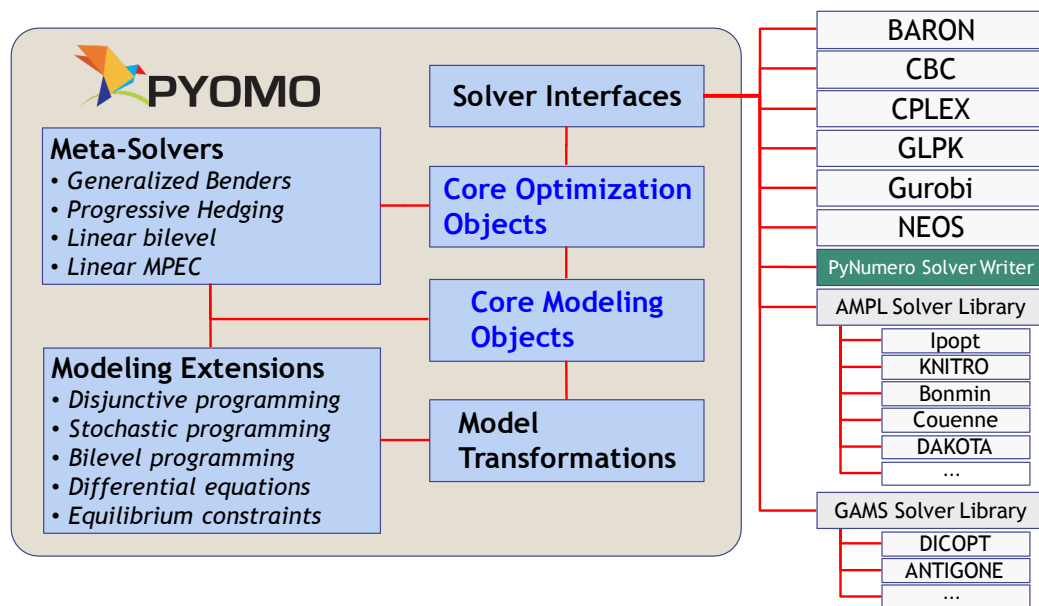 PYOMO
Solver Interfaces
Meta-Solvers
• Generalized Benders
• Progressive Hedging
• Linear bilevel
• Linear MPEC
Core Optimization
Objects
Core Modeling
Objects
Modeling Extensions
• Disjunctive programming
• Stochastic programming
• Bilevel programming
• Differential equations
• Equilibrium constraints
Model
Transformations
BARON
CBC
CPLEX
GLPK
Gurobi
NEOS
PyNumero Solver Writer
AMPL Solver Library
Ipopt
KNITRO
Bonmin
Couenne
DAKOTA
...
GAMS Solver Library
DICOPT
ANTIGONE
...